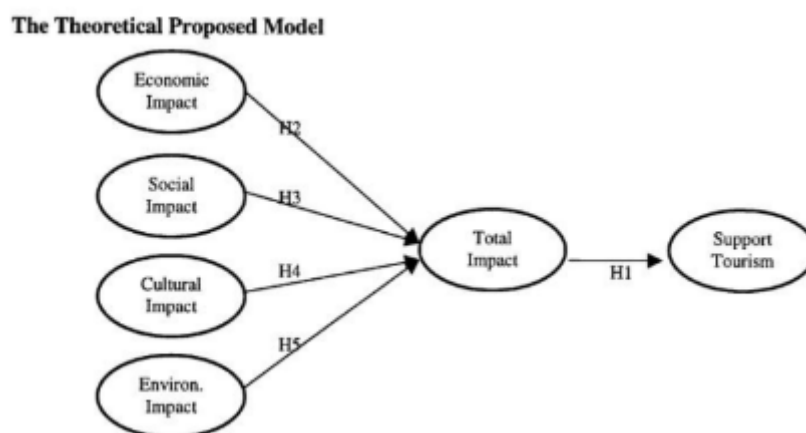 The Theoretical Proposed Model
Economic
Impact
H2
Social
Impact
H3
Total
Impact
H1
Support
Tourism
H4
Cultural
Impact
H5
Environ.
Impact